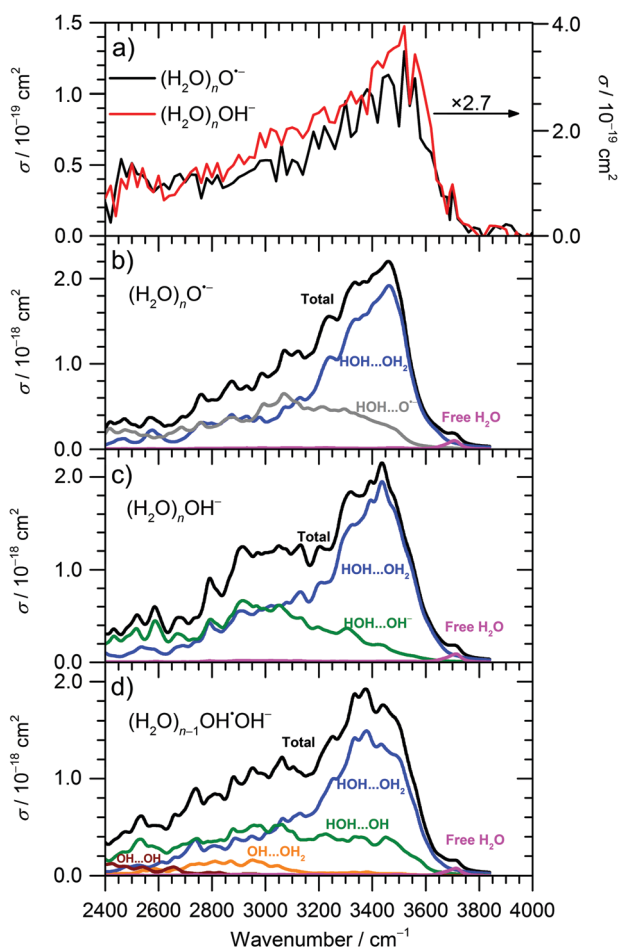 a)
(H₂O)ₙO•⁻
(H₂O)ₙOH⁻
×2.7
1.5
1.0
0.5
0.0
σ / 10⁻¹⁹ cm²
4.0
2.0
0.0
σ / 10⁻¹⁹ cm²
b)
(H₂O)ₙO•⁻
Total
HOH...OH₂
HOH...O•⁻
Free H₂O
2.0
1.0
0.0
σ / 10⁻¹⁸ cm²
c)
(H₂O)ₙOH⁻
Total
HOH...OH₂
HOH...OH⁻
Free H₂O
2.0
1.0
0.0
σ / 10⁻¹⁸ cm²
d)
(H₂O)ₙ₋₁OH•OH⁻
Total
HOH...OH₂
HOH...OH
OH...OH
OH...OH₂
Free H₂O
2.0
1.0
0.0
σ / 10⁻¹⁸ cm²
2400 2600 2800 3000 3200 3400 3600 3800 4000
Wavenumber / cm⁻¹